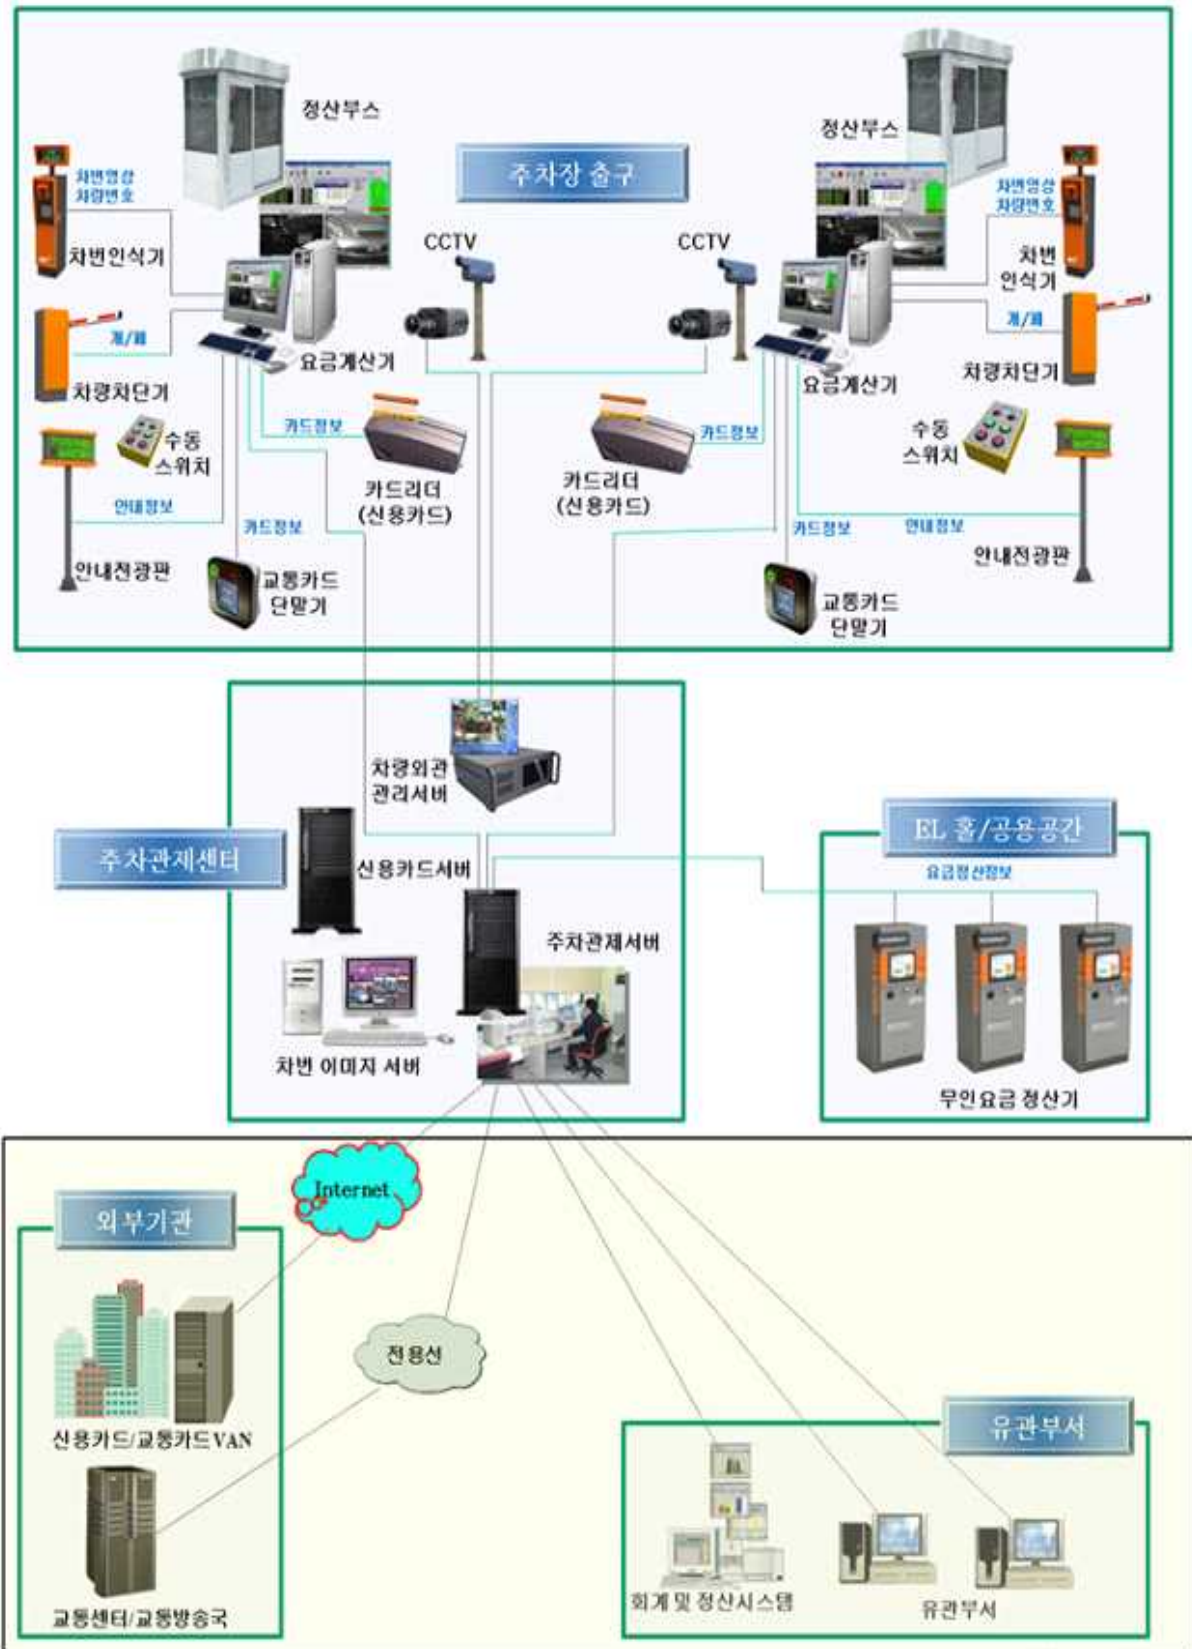 정산부스
정산부스
주차장 출구
차번영상
차량번호
차번인식기
CCTV
CCTV
차번영상
차량번호
차번
인식기
개/폐
요금계산기
차량차단기
개/폐
요금계산기
차량차단기
수동
스위치
카드정보
카드리더
(신용카드)
안내정보
카드정보
안내전광판
교통카드
단말기
카드정보
카드리더
(신용카드)
수동
스위치
카드정보
안내정보
안내전광판
교통카드
단말기
차량외관
관리서버
주차관제센터
신용카드서버
주차관제서버
차번 이미지 서버
EL 홀/공용공간
요금정산정보
무인요금 정산기
Internet
외부기관
전용선
신용카드/교통카드VAN
교통센터/교통방송국
유관부서
회계 및 정산시스템
유관부서